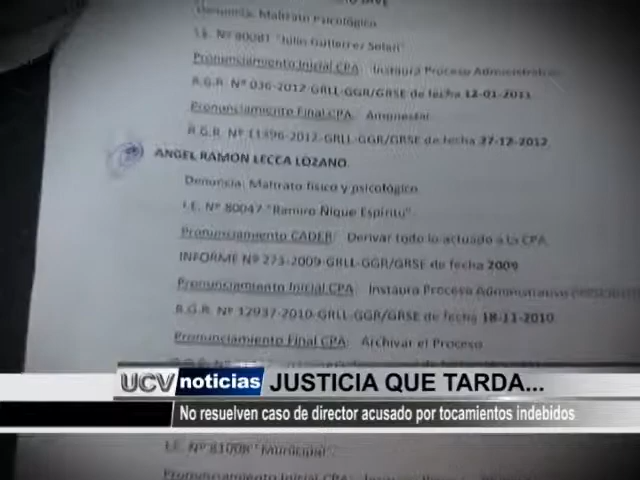 Denuncia: Maltrato Psicológico
I.E. Nº 80081 "Julio Gutierrez Solari"
Pronunciamiento Inicial CPA: Instaura Proceso
R.G.R. Nº 036-2012-GRLL-GGR/GRSE de fecha 12-01-2011
Pronunciamiento Final CPA: Amonestar
R.G.R. Nº 11396-2012-GRLL-GGR/GRSE de fecha 27-12-2012
ANGEL RAMON LECCA LOZANO.
Denuncia: Maltrato físico y psicológico
I.E. Nº 80047 "Ramiro Ñique Espíritu".
Pronunciamiento CADER: Derivar todo lo actuado a la CPA
INFORME Nº 273-2009-GRLL-GGR/GRSE de fecha 2009
Pronunciamiento Inicial CPA: Instaura Proceso Administrativo
R.G.R. Nº 12937-2010-GRLL-GGR/GRSE de fecha 18-11-2010
Pronunciamiento Final CPA: Archivar el Proceso
UCV noticias JUSTICIA QUE TARDA...
No resuelven caso de director acusado por tocamientos indebidos
I.E. Nº 81008 "Municipal".
Pronunciamiento Inicial CPA: